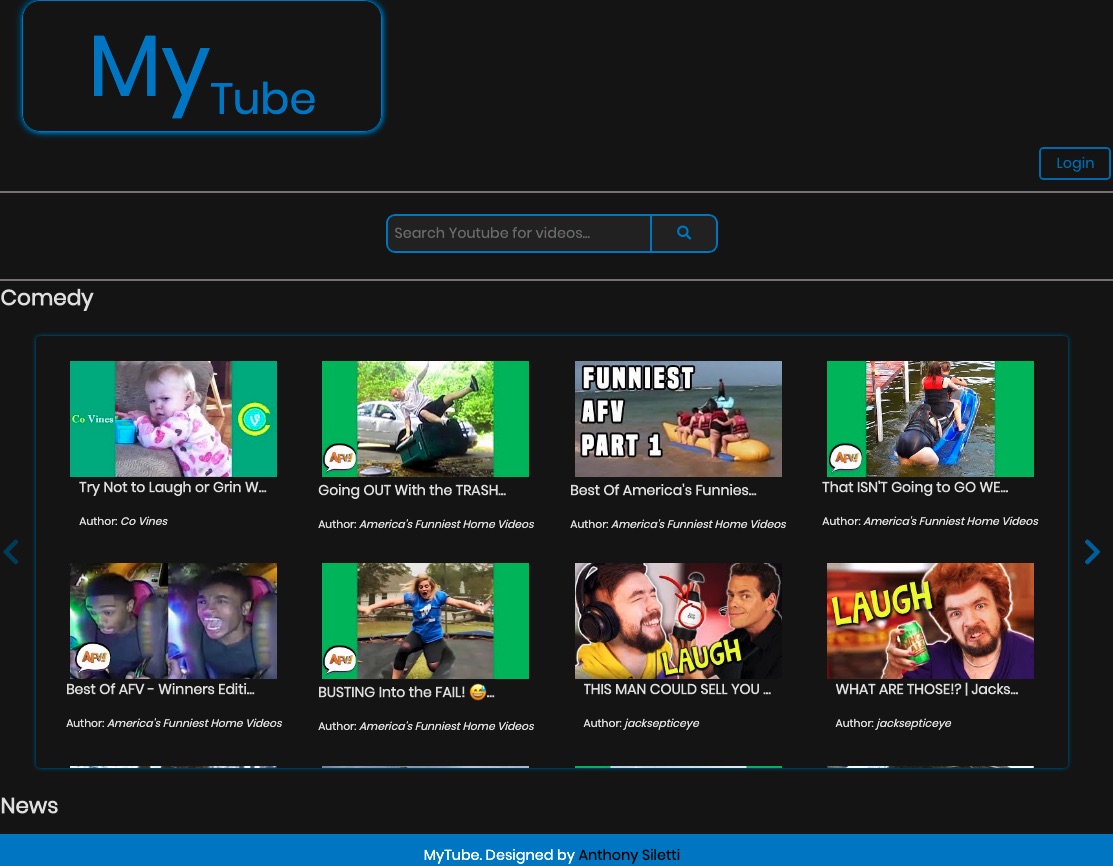 My Tube
Login
Search Youtube for videos...
Comedy
Co Vines
AFV!
FUNNIEST
AFV
PART 1
AFV!
Try Not to Laugh or Grin W...
Going OUT With the TRASH...
Best Of America's Funnies...
That ISN'T Going to GO WE...
Author: Co Vines
Author: America's Funniest Home Videos
Author: America's Funniest Home Videos
Author: America's Funniest Home Videos
AFV!
AFV!
LAUGH
LAUGH
Best Of AFV - Winners Editi...
BUSTING Into the FAIL! 😅...
THIS MAN COULD SELL YOU ...
WHAT ARE THOSE!? | Jacks...
Author: America's Funniest Home Videos
Author: America's Funniest Home Videos
Author: jacksepticeye
Author: jacksepticeye
News
MyTube. Designed by Anthony Siletti